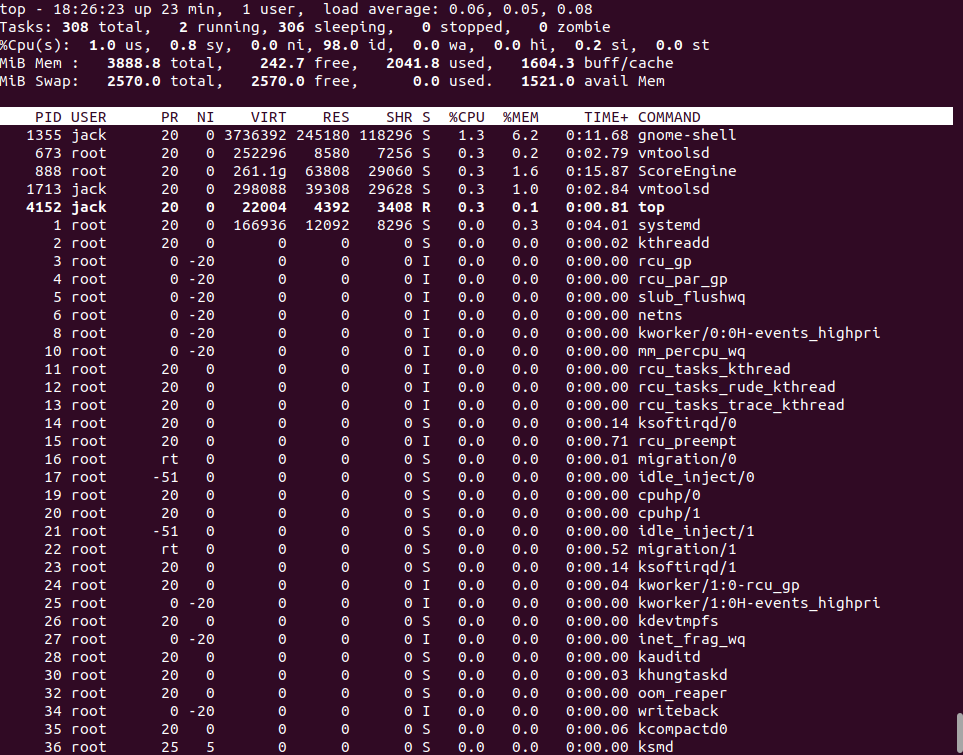 top - 18:26:23 up 23 min,  1 user,  load average: 0.06, 0.05, 0.08
Tasks: 308 total,   2 running, 306 sleeping,   0 stopped,   0 zombie
%Cpu(s):  1.0 us,  0.8 sy,  0.0 ni, 98.0 id,  0.0 wa,  0.0 hi,  0.2 si,  0.0 st
MiB Mem :   3888.8 total,    242.7 free,   2041.8 used,   1604.3 buff/cache
MiB Swap:   2570.0 total,   2570.0 free,      0.0 used.   1521.0 avail Mem
PID USER      PR  NI    VIRT    RES    SHR S  %CPU  %MEM     TIME+ COMMAND
1355 jack      20   0 3736392 245180 118296 S   1.3   6.2   0:11.68 gnome-shell
673 root      20   0  252296   8580   7256 S   0.3   0.2   0:02.79 vmtoolsd
888 root      20   0  261.1g  63808  29060 S   0.3   1.6   0:15.87 ScoreEngine
1713 jack      20   0  298088  39308  29628 S   0.3   1.0   0:02.84 vmtoolsd
4152 jack      20   0   22004   4392   3408 R   0.3   0.1   0:00.81 top
1 root      20   0  166936  12092   8296 S   0.0   0.3   0:04.01 systemd
2 root      20   0       0      0      0 S   0.0   0.0   0:00.02 kthreadd
3 root       0 -20       0      0      0 I   0.0   0.0   0:00.00 rcu_gp
4 root       0 -20       0      0      0 I   0.0   0.0   0:00.00 rcu_par_gp
5 root       0 -20       0      0      0 I   0.0   0.0   0:00.00 slub_flushwq
6 root       0 -20       0      0      0 I   0.0   0.0   0:00.00 netns
8 root       0 -20       0      0      0 I   0.0   0.0   0:00.00 kworker/0:0H-events_highpri
10 root       0 -20       0      0      0 I   0.0   0.0   0:00.00 mm_percpu_wq
11 root      20   0       0      0      0 I   0.0   0.0   0:00.00 rcu_tasks_kthread
12 root      20   0       0      0      0 I   0.0   0.0   0:00.00 rcu_tasks_rude_kthread
13 root      20   0       0      0      0 I   0.0   0.0   0:00.00 rcu_tasks_trace_kthread
14 root      20   0       0      0      0 S   0.0   0.0   0:00.14 ksoftirqd/0
15 root      20   0       0      0      0 I   0.0   0.0   0:00.71 rcu_preempt
16 root      rt   0       0      0      0 S   0.0   0.0   0:00.01 migration/0
17 root     -51   0       0      0      0 S   0.0   0.0   0:00.00 idle_inject/0
19 root      20   0       0      0      0 S   0.0   0.0   0:00.00 cpuhp/0
20 root      20   0       0      0      0 S   0.0   0.0   0:00.00 cpuhp/1
21 root     -51   0       0      0      0 S   0.0   0.0   0:00.00 idle_inject/1
22 root      rt   0       0      0      0 S   0.0   0.0   0:00.52 migration/1
23 root      20   0       0      0      0 S   0.0   0.0   0:00.14 ksoftirqd/1
24 root      20   0       0      0      0 I   0.0   0.0   0:00.04 kworker/1:0-rcu_gp
25 root       0 -20       0      0      0 I   0.0   0.0   0:00.00 kworker/1:0H-events_highpri
26 root      20   0       0      0      0 S   0.0   0.0   0:00.00 kdevtmpfs
27 root       0 -20       0      0      0 I   0.0   0.0   0:00.00 inet_frag_wq
28 root      20   0       0      0      0 S   0.0   0.0   0:00.00 kauditd
30 root      20   0       0      0      0 S   0.0   0.0   0:00.03 khungtaskd
32 root      20   0       0      0      0 S   0.0   0.0   0:00.00 oom_reaper
34 root       0 -20       0      0      0 I   0.0   0.0   0:00.00 writeback
35 root      20   0       0      0      0 S   0.0   0.0   0:00.06 kcompactd0
36 root      25   5       0      0      0 S   0.0   0.0   0:00.00 ksmd